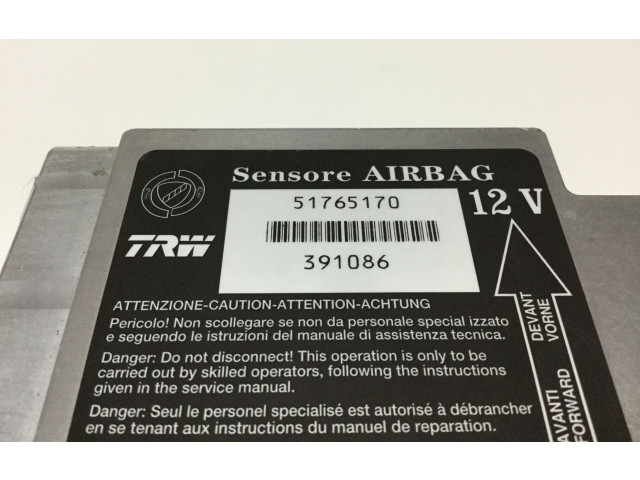 Sensore AIRBAG
51765170
12 V
TRW
391086
ATTENZIONE-CAUTION-ATTENTION-ACHTUNG
Pericolo! Non scollegare se non da personale special izzato
e seguendo le istruzioni del manuale di assistenza tecnica.
Danger: Do not disconnect! This operation is only to be
carried out by skilled operators, following the instructions
given in the service manual.
Danger: Seul le personel specialisé est autorisé à débrancher
en se tenant aux instructions du manuel de reparation.
DEVANT
VORNE
AVANTI
FORWARD